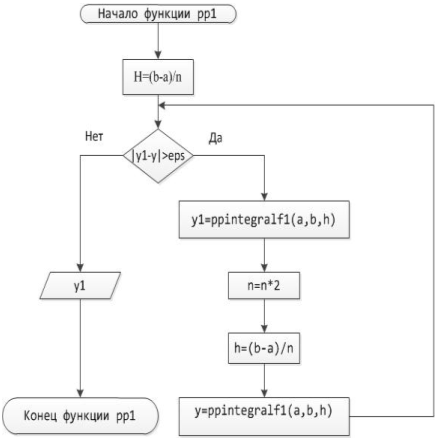 Начало функции pp1
H=(b-a)/n
Нет
Да
|y1-y|>eps
y1=ppintegralf1(a,b,h)
y1
n=n*2
h=(b-a)/n
y=ppintegralf1(a,b,h)
Конец функции pp1